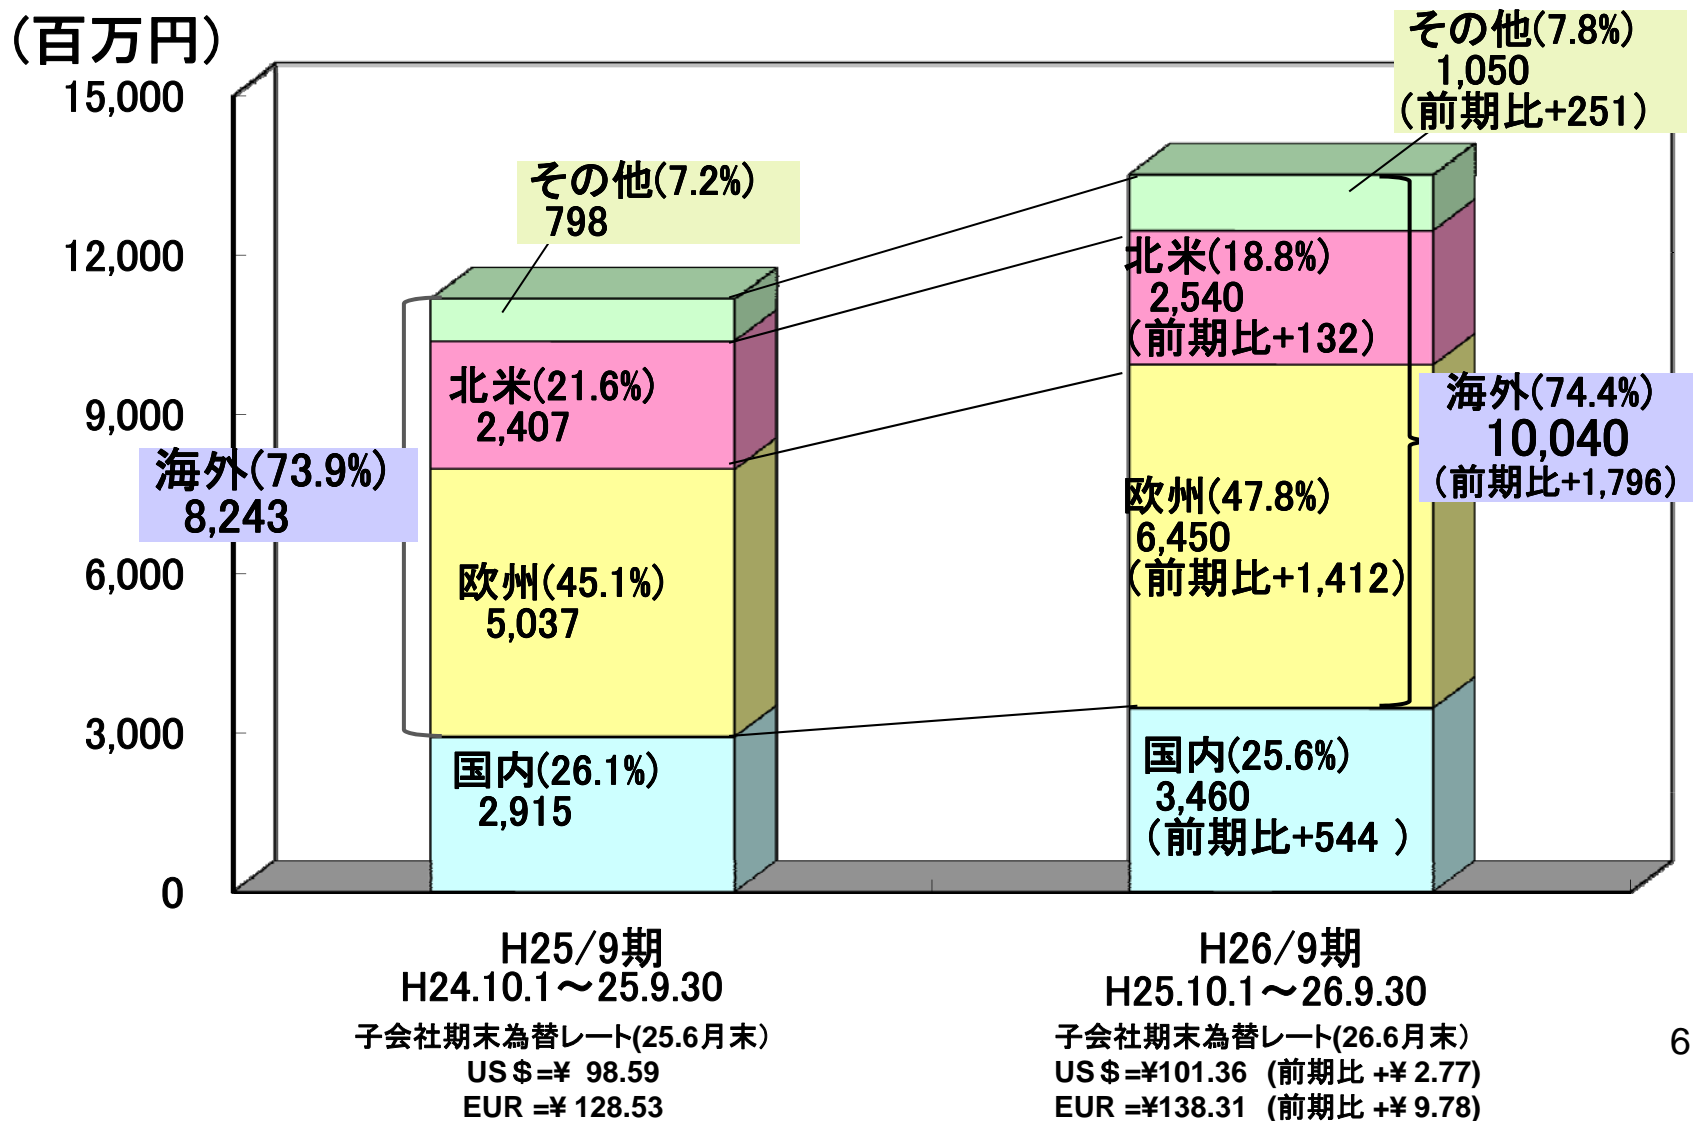 （百万円）
15,000
12,000
9,000
6,000
3,000
0
その他(7.2%)
798
北米(21.6%)
2,407
海外(73.9%)
8,243
欧州(45.1%)
5,037
国内(26.1%)
2,915
その他(7.8%)
1,050
（前期比+251）
北米(18.8%)
2,540
（前期比+132）
海外(74.4%)
10,040
（前期比+1,796）
欧州(47.8%)
6,450
（前期比+1,412）
国内(25.6%)
3,460
（前期比+544 ）
H25/9期
H24.10.1～25.9.30
子会社期末為替レート(25.6月末）
US＄=¥ 98.59
EUR =¥ 128.53
H26/9期
H25.10.1～26.9.30
子会社期末為替レート(26.6月末）
US＄=¥101.36 (前期比 +¥ 2.77)
EUR =¥138.31 (前期比 +¥ 9.78)
6